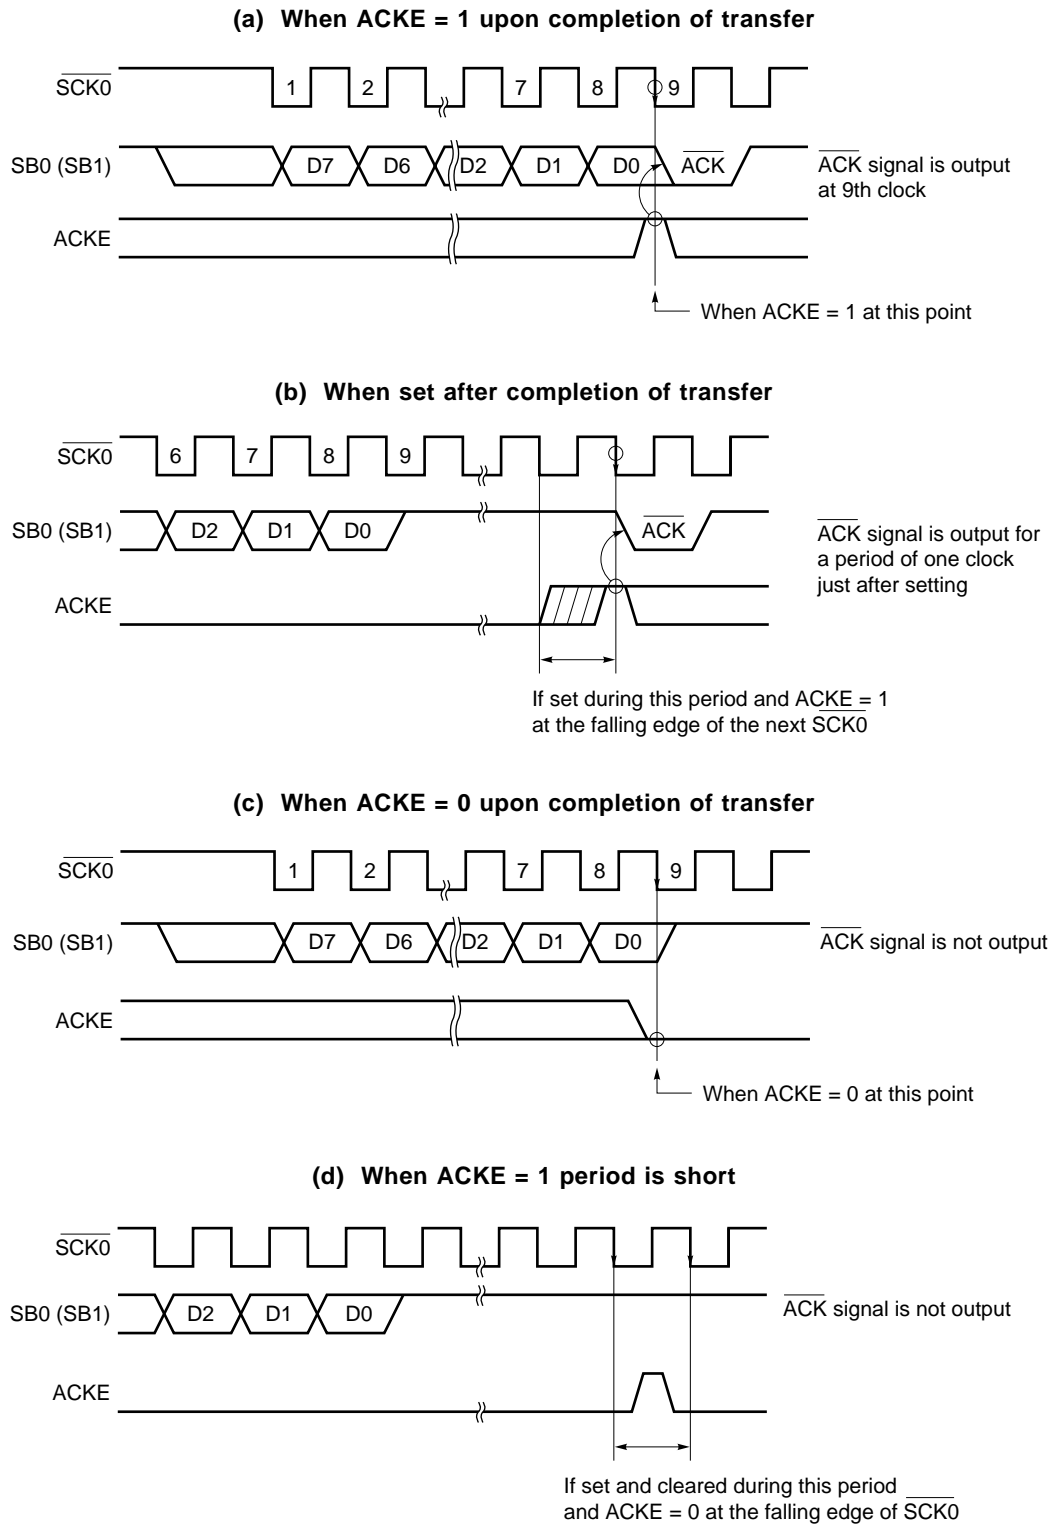 (a) When ACKE = 1 upon completion of transfer
SCK0
1 2 7 8 9
SB0 (SB1)
D7 D6 D2 D1 D0 ACK
ACK signal is output
at 9th clock
ACKE
When ACKE = 1 at this point
(b) When set after completion of transfer
SCK0
6 7 8 9
SB0 (SB1)
D2 D1 D0 ACK
ACK signal is output for
a period of one clock
just after setting
ACKE
If set during this period and ACKE = 1
at the falling edge of the next SCK0
(c) When ACKE = 0 upon completion of transfer
SCK0
1 2 7 8 9
SB0 (SB1)
D7 D6 D2 D1 D0
ACK signal is not output
ACKE
When ACKE = 0 at this point
(d) When ACKE = 1 period is short
SCK0
SB0 (SB1)
D2 D1 D0
ACK signal is not output
ACKE
If set and cleared during this period
and ACKE = 0 at the falling edge of SCK0